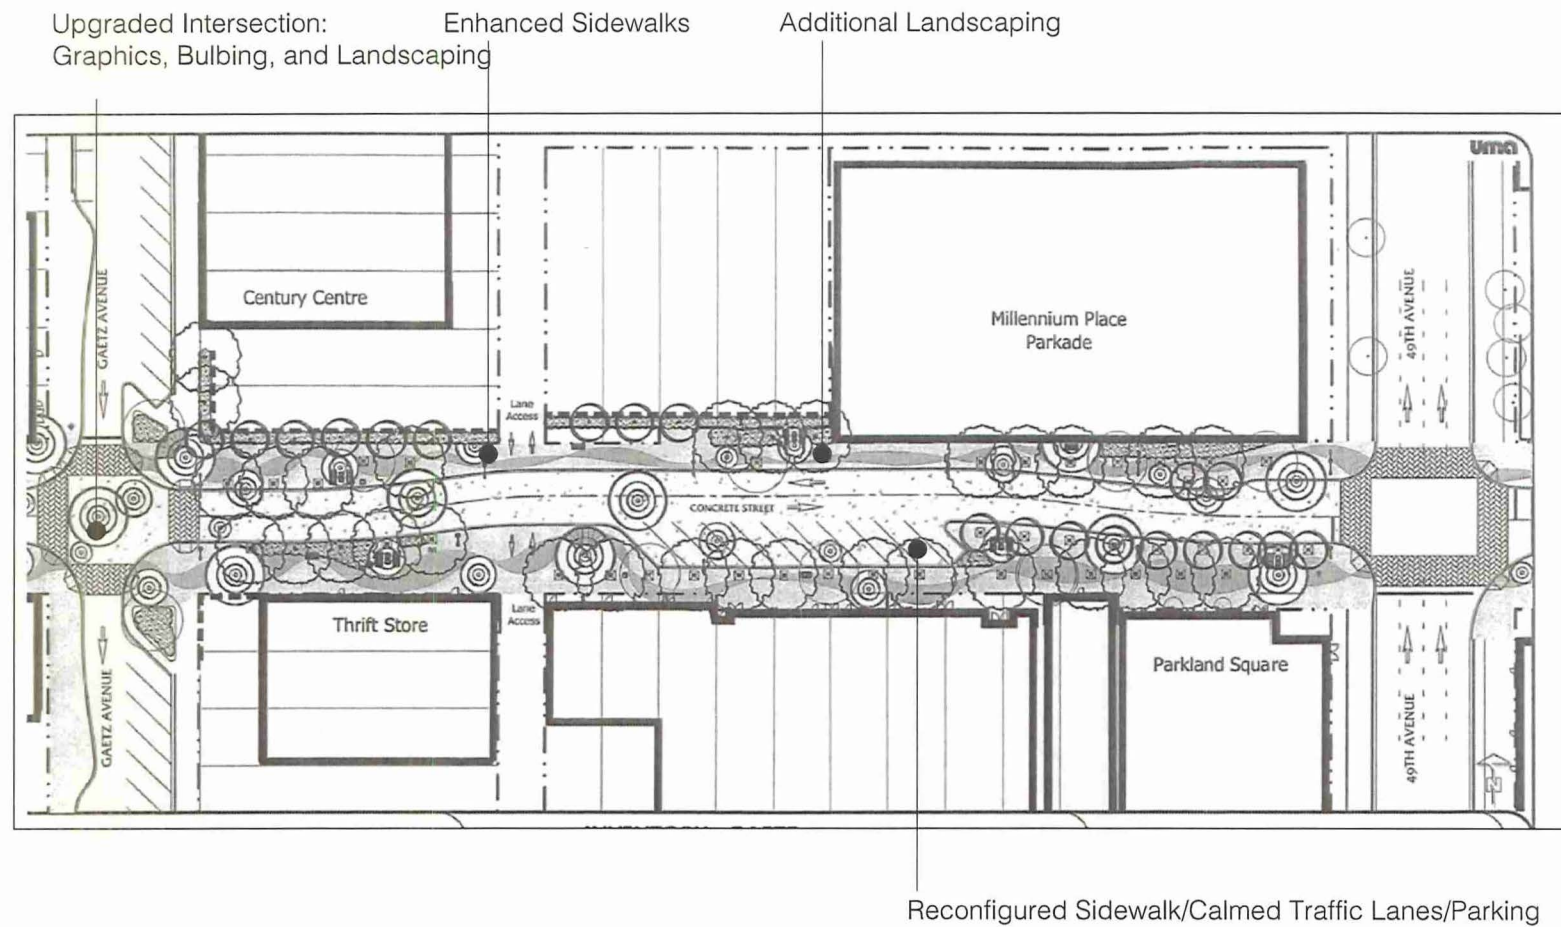 Upgraded Intersection:
Graphics, Bulbing, and Landscaping
Enhanced Sidewalks
Additional Landscaping
uma
GAETZ AVENUE
Century Centre
Millennium Place
Parkade
49TH AVENUE
Lane
Access
CONCRETE STREET
Thrift Store
Lane
Access
Parkland Square
GAETZ AVENUE
49TH AVENUE
N
Reconfigured Sidewalk/Calmed Traffic Lanes/Parking